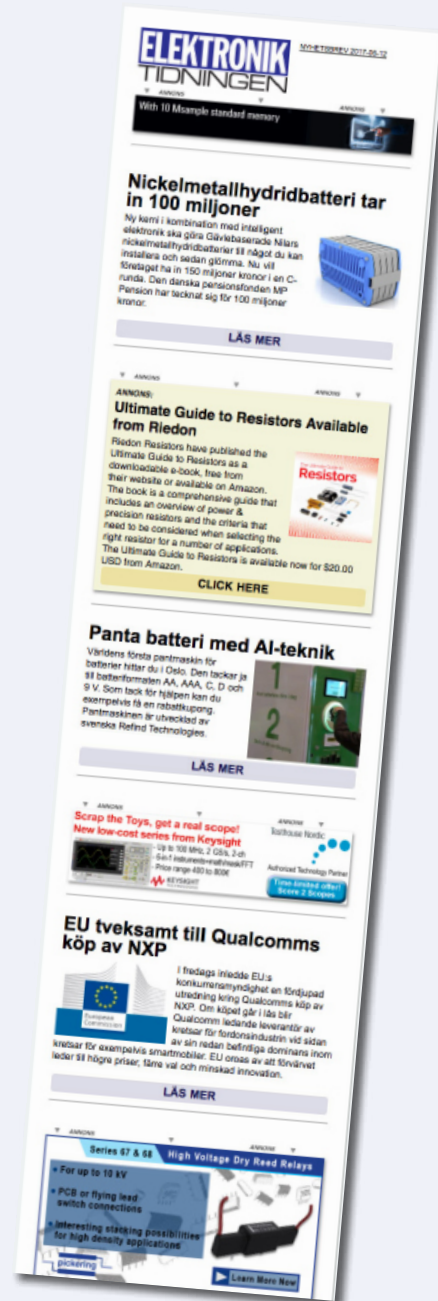 ELEKTRONIK
TIDNINGEN
NYHETSBREV 2017-06-12
ANNONS
ANNONS
With 10 Msample standard memory
Nickelmetallhydridbatteri tar
in 100 miljoner
Ny kemi i kombination med intelligent
elektronik ska göra Gävlebaserade Nilars
nickelmetallhydridbatterier till något du kan
installera och sedan glömma. Nu vill
företaget ha in 150 miljoner kronor i en C-
runda. Den danska pensionsfonden MP
Pension har tecknat sig för 100 miljoner
kronor.
LÄS MER
ANNONS
ANNONS
ANNONS:
Ultimate Guide to Resistors Available
from Riedon
Riedon Resistors have published the
Ultimate Guide to Resistors as a
downloadable e-book, free from
their website or available on Amazon.
The book is a comprehensive guide that
includes an overview of power &
precision resistors and the criteria that
need to be considered when selecting the
right resistor for a number of applications.
The Ultimate Guide to Resistors is available now for $20.00
USD from Amazon.
Resistors
CLICK HERE
Panta batteri med AI-teknik
Världens första pantmaskin för
batterier hittar du i Oslo. Den tackar ja
till batteriformaten AA, AAA, C, D och
9 V. Som tack för hjälpen kan du
exempelvis få en rabattkupong.
Pantmaskinen är utvecklad av
svenska Refind Technologies.
1
2
LÄS MER
ANNONS
ANNONS
Scrap the Toys, get a real scope!
New low-cost series from Keysight
- Up to 100 MHz, 2 GS/s, 2-ch
- 6-in-1 instruments+math/mask/FFT
- Price range 400 to 800€
KEYSIGHT
Testhouse Nordic
Authorized Technology Partner
Time-limited offer!
Score 2 Scopes
EU tveksamt till Qualcomms
köp av NXP
European
Commission
I fredags inledde EU:s
konkurrensmyndighet en fördjupad
utredning kring Qualcomms köp av
NXP. Om köpet går i lås blir
Qualcomm ledande leverantör av
kretsar för fordonsindustrin vid sidan
av sin redan befintliga dominans inom
kretsar för exempelvis smartmobiler. EU oroas av att förvärvet
leder till högre priser, färre val och minskad innovation.
LÄS MER
ANNONS
ANNONS
Series 67 & 68
High Voltage Dry Reed Relays
• For up to 10 kV
• PCB or flying lead
switch connections
• Interesting stacking possibilities
for high density applications
pickering
Learn More Now